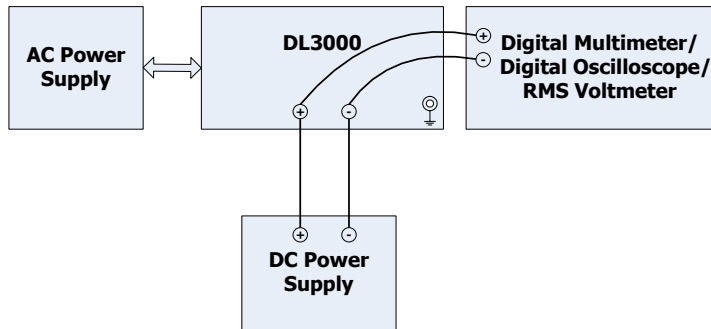 AC Power
Supply
DL3000
+
-
+
-
Digital Multimeter/
Digital Oscilloscope/
RMS Voltmeter
+
-
DC Power
Supply